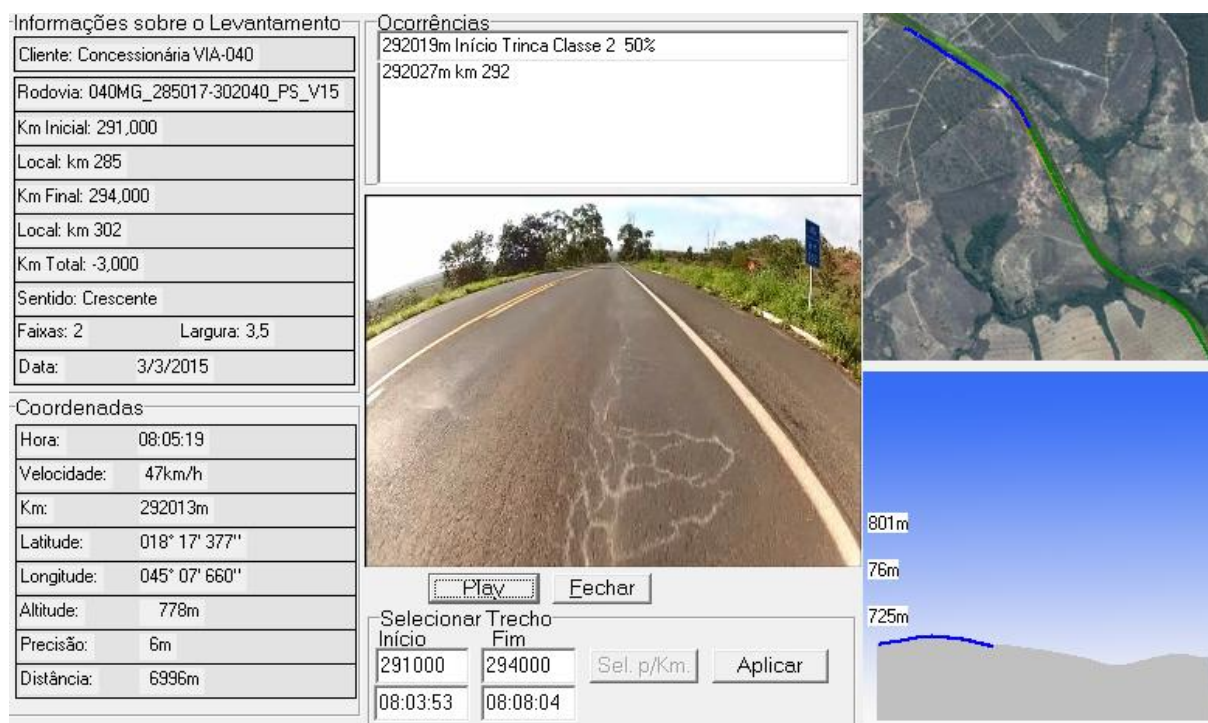 Informações sobre o Levantamento
Cliente: Concessionária VIA-040
Rodovia: 040MG_285017-302040_PS_V15
Km Inicial: 291,000
Local: km 285
Km Final: 294,000
Local: km 302
Km Total: -3,000
Sentido: Crescente
Faixas: 2 Largura: 3,5
Data: 3/3/2015
Coordenadas
Hora: 08:05:19
Velocidade: 47km/h
Km: 292013m
Latitude: 018° 17' 377''
Longitude: 045° 07' 660''
Altitude: 778m
Precisão: 6m
Distância: 6996m
Ocorrências
292019m Início Trinca Classe 2 50%
292027m km 292
Play Fechar
Selecionar Trecho
Início Fim
291000 294000 Sel. p/Km. Aplicar
08:03:53 08:08:04
801m
76m
725m